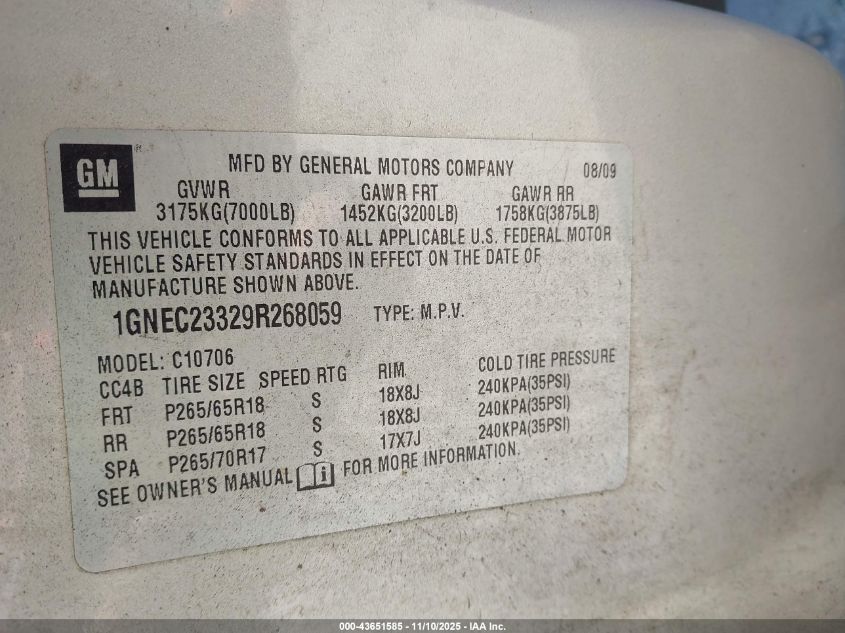 GM
MFD BY GENERAL MOTORS COMPANY 08/09
GVWR GAWR FRT GAWR RR
3175KG(7000LB) 1452KG(3200LB) 1758KG(3875LB)
THIS VEHICLE CONFORMS TO ALL APPLICABLE U.S. FEDERAL MOTOR
VEHICLE SAFETY STANDARDS IN EFFECT ON THE DATE OF
MANUFACTURE SHOWN ABOVE.
1GNEC23329R268059 TYPE: M.P.V.
MODEL: C10706
CC4B TIRE SIZE SPEED RTG RIM COLD TIRE PRESSURE
FRT P265/65R18 S 18X8J 240KPA(35PSI)
RR P265/65R18 S 18X8J 240KPA(35PSI)
SPA P265/70R17 S 17X7J 240KPA(35PSI)
SEE OWNER'S MANUAL FOR MORE INFORMATION.
000-43651585 - 11/10/2025 - IAA Inc.